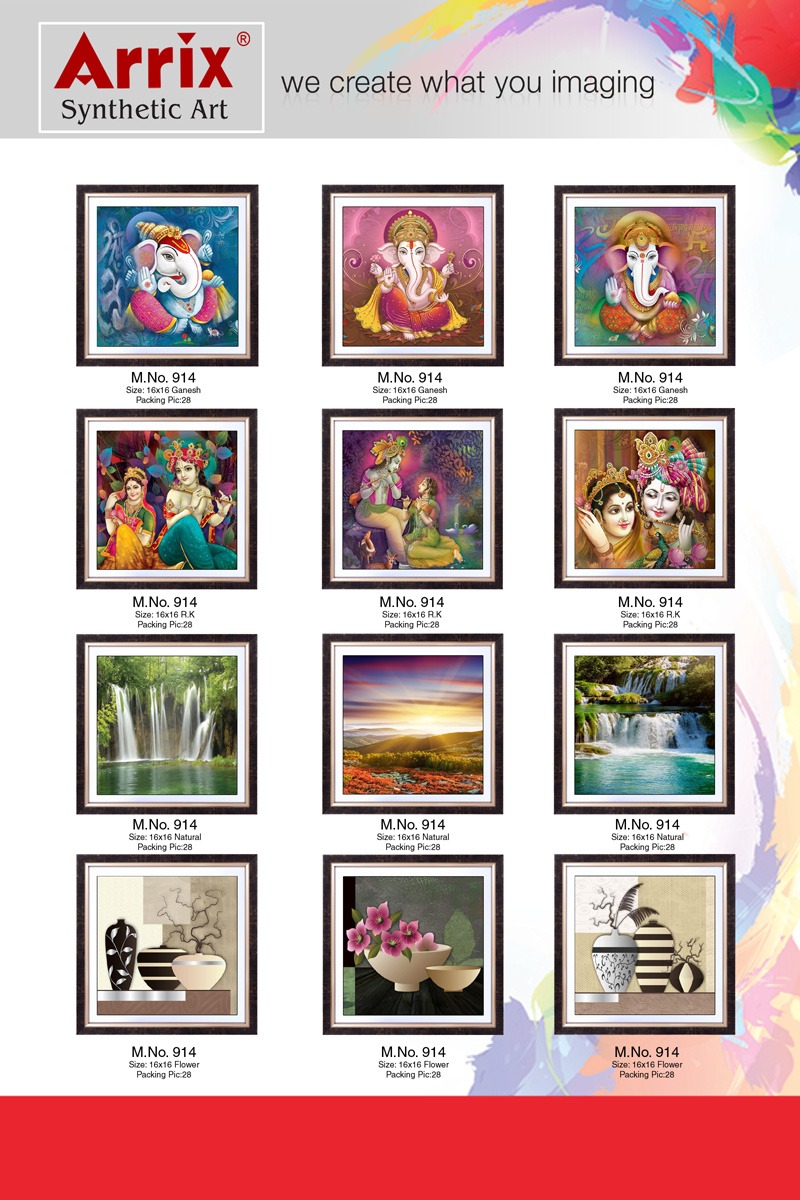 Arrix®
Synthetic Art
we create what you imaging
M.No. 914
Size: 16x16 Ganesh
Packing Pic:28
M.No. 914
Size: 16x16 Ganesh
Packing Pic:28
M.No. 914
Size: 16x16 Ganesh
Packing Pic:28
M.No. 914
Size: 16x16 R.K
Packing Pic:28
M.No. 914
Size: 16x16 R.K
Packing Pic:28
M.No. 914
Size: 16x16 R.K
Packing Pic:28
M.No. 914
Size: 16x16 Natural
Packing Pic:28
M.No. 914
Size: 16x16 Natural
Packing Pic:28
M.No. 914
Size: 16x16 Natural
Packing Pic:28
M.No. 914
Size: 16x16 Flower
Packing Pic:28
M.No. 914
Size: 16x16 Flower
Packing Pic:28
M.No. 914
Size: 16x16 Flower
Packing Pic:28